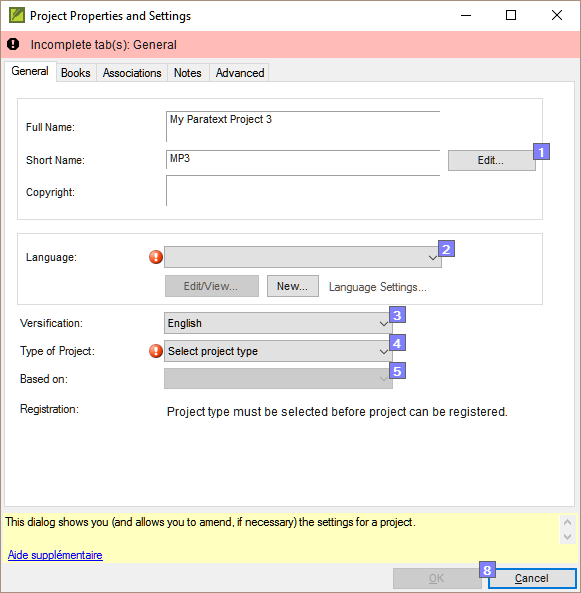 Project Properties and Settings
Incomplete tab(s): General
General Books Associations Notes Advanced
Full Name: My Paratext Project 3
Short Name: MP3 Edit... 1
Copyright:
Language: 2
Edit/View... New... Language Settings...
Versification: English 3
Type of Project: Select project type 4
Based on: 5
Registration: Project type must be selected before project can be registered.
This dialog shows you (and allows you to amend, if necessary) the settings for a project.
Aide supplémentaire
OK 8 Cancel